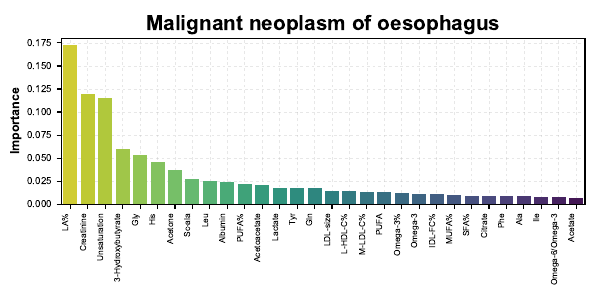 Malignant neoplasm of oesophagus
Importance
0.175
0.150
0.125
0.100
0.075
0.050
0.025
0.000
LA%
Creatinine
Unsaturation
3-Hydroxybutyrate
Gly
His
Acetone
Leu
Albumin
PUFA%
Acetoacetate
Lactate
Tyr
Gln
LDL-size
L-HDL-C%
M-LDL-C%
PUFA
Omega-3%
Omega-3
IDL-FC%
MUFA%
SFA%
Citrate
Phe
Ala
Ile
Omega-6/Omega-3
Acetate